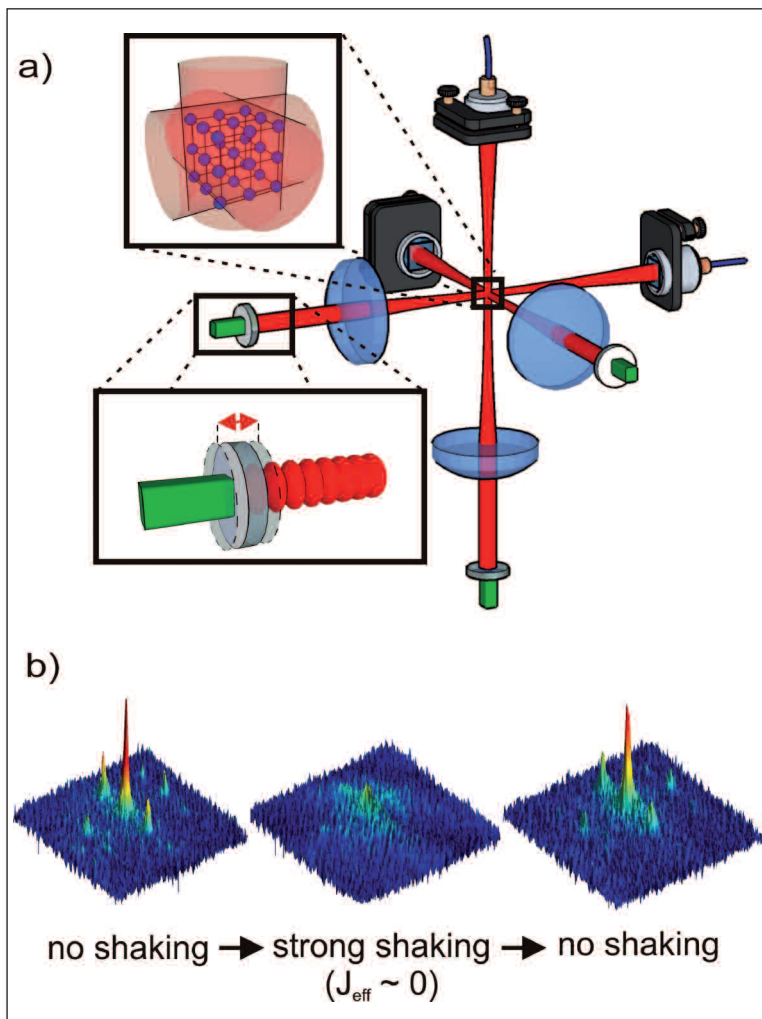 a)
b)
no shaking → strong shaking → no shaking
(J_eff ~ 0)